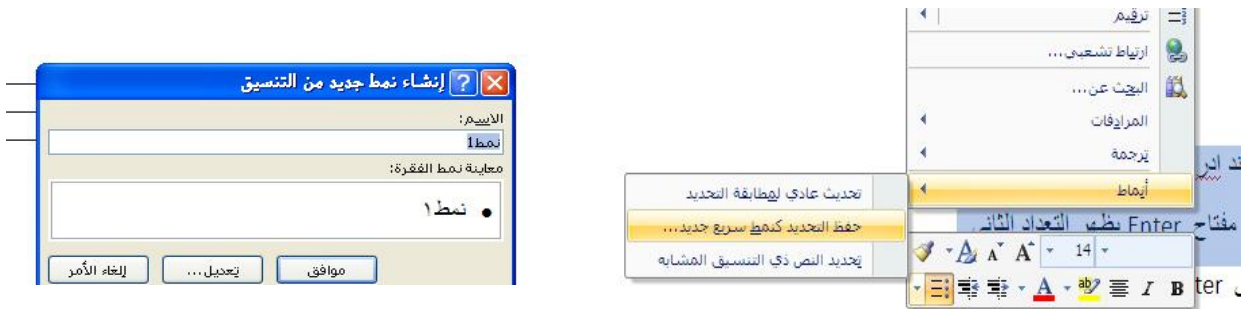 ترقيم
ارتباط تشعبي...
البحث عن...
المرادفات
ترجمة
أنماط
تحديث عادي لمطابقة التحديد
حفظ التحديد كنمط سريع جديد...
تحديد النص ذي التنسيق المشابه
مفتاح Enter يظهر التعداد الثاني
14
A A A
A ab I B
ter
إنشاء نمط جديد من التنسيق
الاسم:
نمط1
معاينة نمط الفقرة:
• نمط١
موافق
تعديل...
إلغاء الأمر